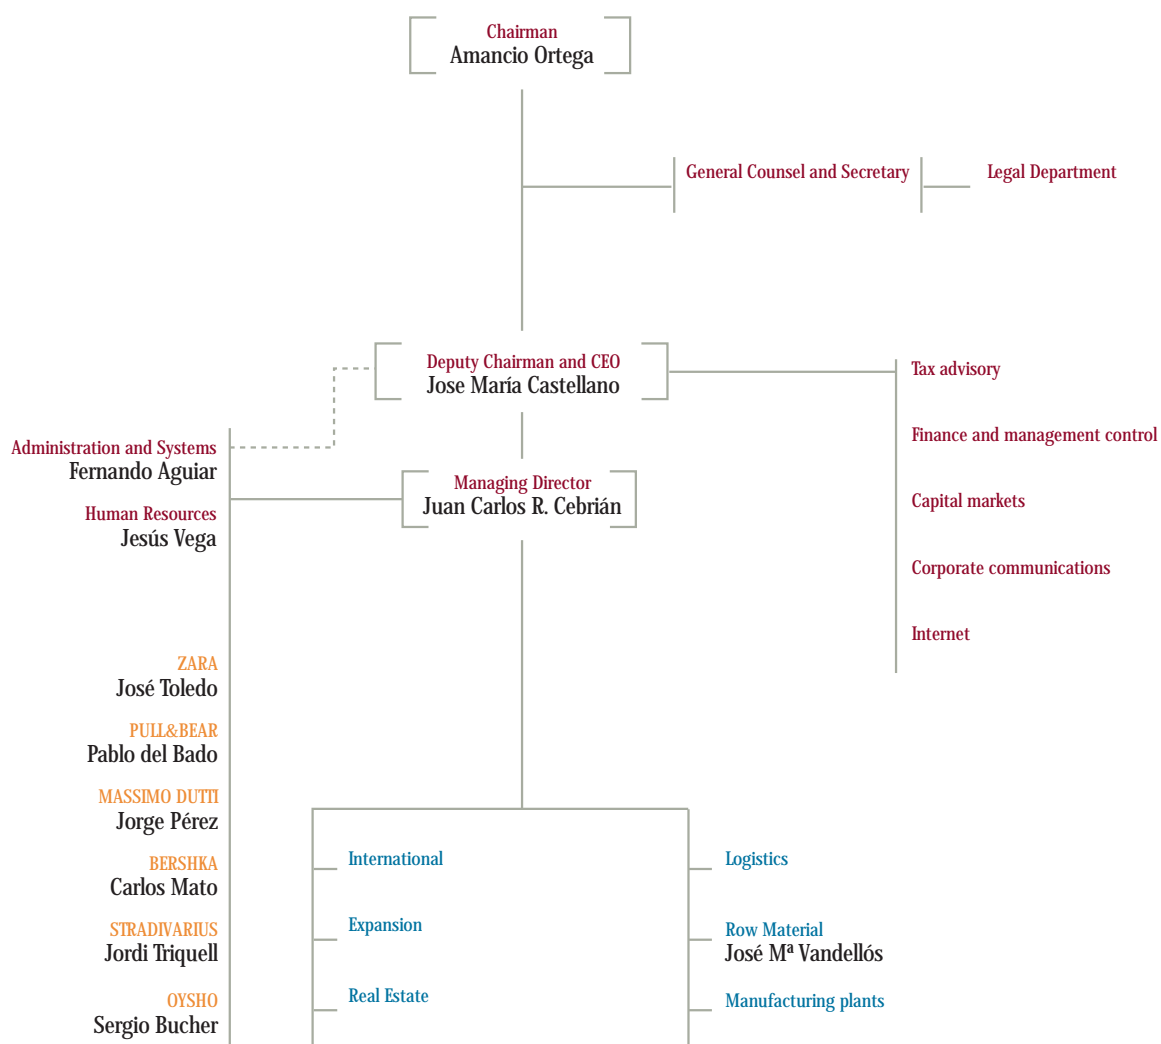 Chairman
Amancio Ortega
General Counsel and Secretary
Legal Department
Deputy Chairman and CEO
Jose María Castellano
Tax advisory
Finance and management control
Capital markets
Corporate communications
Internet
Administration and Systems
Fernando Aguiar
Managing Director
Juan Carlos R. Cebrián
Human Resources
Jesús Vega
ZARA
José Toledo
PULL&BEAR
Pablo del Bado
MASSIMO DUTTI
Jorge Pérez
BERSHKA
Carlos Mato
STRADIVARIUS
Jordi Triquell
OYSHO
Sergio Bucher
International
Expansion
Real Estate
Logistics
Row Material
José Mª Vandellós
Manufacturing plants